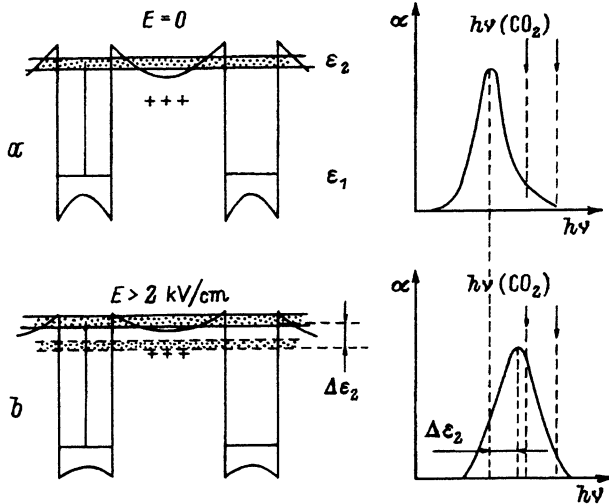 E = 0
ε₂
+ + +
a
ε₁
α
hν (CO₂)
hν
E > 2 kV/cm
+ + +
Δε₂
b
α
hν (CO₂)
Δε₂
hν